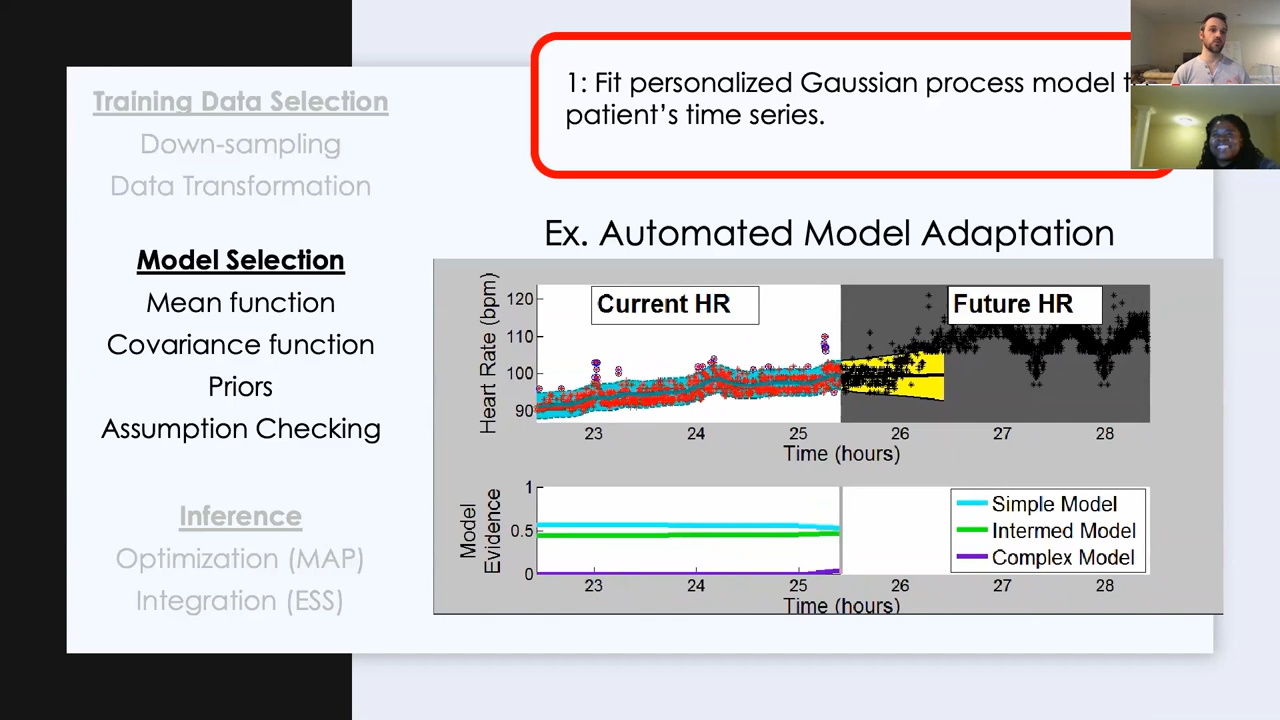 Training Data Selection
Down-sampling
Data Transformation
Model Selection
Mean function
Covariance function
Priors
Assumption Checking
Inference
Optimization (MAP)
Integration (ESS)
1: Fit personalized Gaussian process model
patient’s time series.
Ex. Automated Model Adaptation
Heart Rate (bpm)
120
110
100
90
Current HR
Future HR
23 24 25 26 27 28
Time (hours)
Model
Evidence
1
0.5
0
Simple Model
Intermed Model
Complex Model
23 24 25 26 27 28
Time (hours)